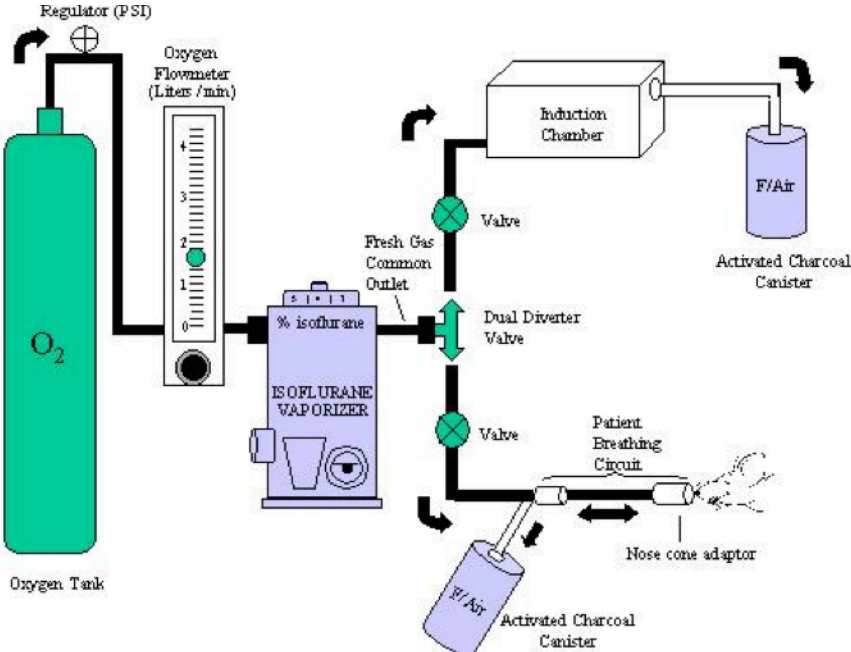 Regulator (PSI)
Oxygen
Flowmeter
(Liters /min)
4
3
2
1
0
O2
Oxygen Tank
5 4 3
% isoflurane
ISOFLURANE
VAPORIZER
Fresh Gas
Common
Outlet
Valve
Dual Diverter
Valve
Valve
Induction
Chamber
F/Air
Activated Charcoal
Canister
Patient
Breathing
Circuit
Nose cone adaptor
F/Air
Activated Charcoal
Canister